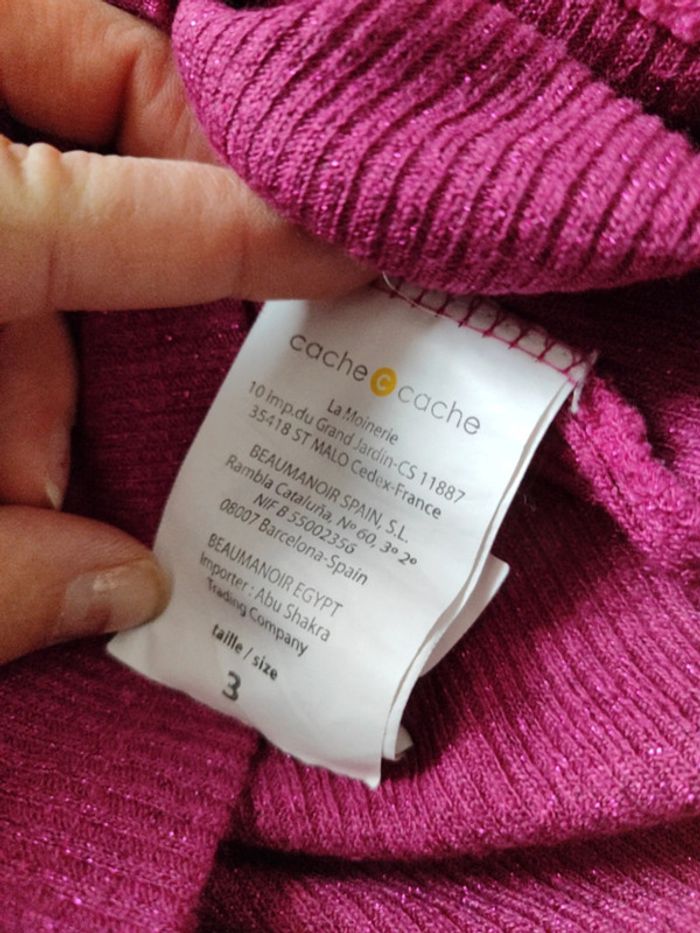 cache c cache
La Moinerie
10 Imp.du Grand Jardin-CS 11887
35418 ST MALO Cedex-France
BEAUMANOIR SPAIN, S.L.
Rambla Cataluña, Nº 60, 3º 2º
NIF B 55002356
08007 Barcelona-Spain
BEAUMANOIR EGYPT
Importer : Abu Shakra
Trading Company
taille / size
3